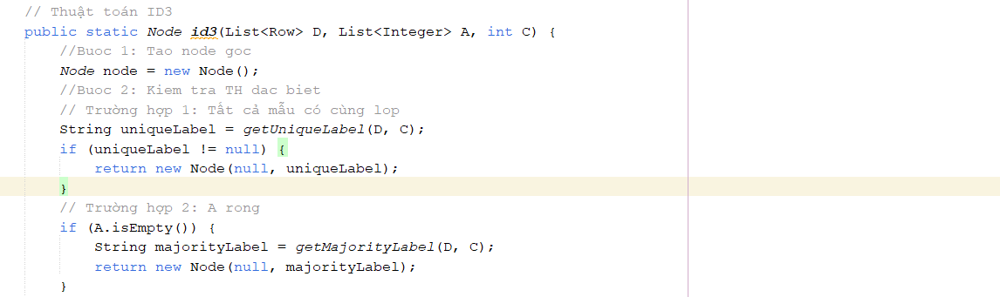 // Thuật toán ID3
public static Node id3(List<Row> D, List<Integer> A, int C) {
//Buoc 1: Tao node goc
Node node = new Node();
//Buoc 2: Kiem tra TH dac biet
// Trường hợp 1: Tất cả mẫu có cùng lop
String uniqueLabel = getUniqueLabel(D, C);
if (uniqueLabel != null) {
return new Node(null, uniqueLabel);
}
// Trường hợp 2: A rong
if (A.isEmpty()) {
String majorityLabel = getMajorityLabel(D, C);
return new Node(null, majorityLabel);
}